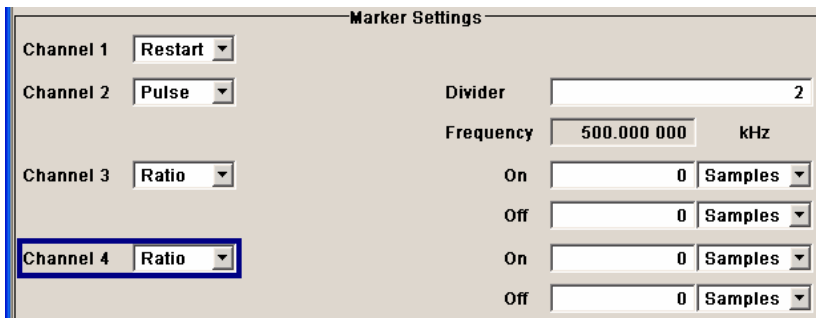 Marker Settings
Channel 1 Restart
Channel 2 Pulse Divider 2
Frequency 500.000 000 kHz
Channel 3 Ratio On 0 Samples
Off 0 Samples
Channel 4 Ratio On 0 Samples
Off 0 Samples